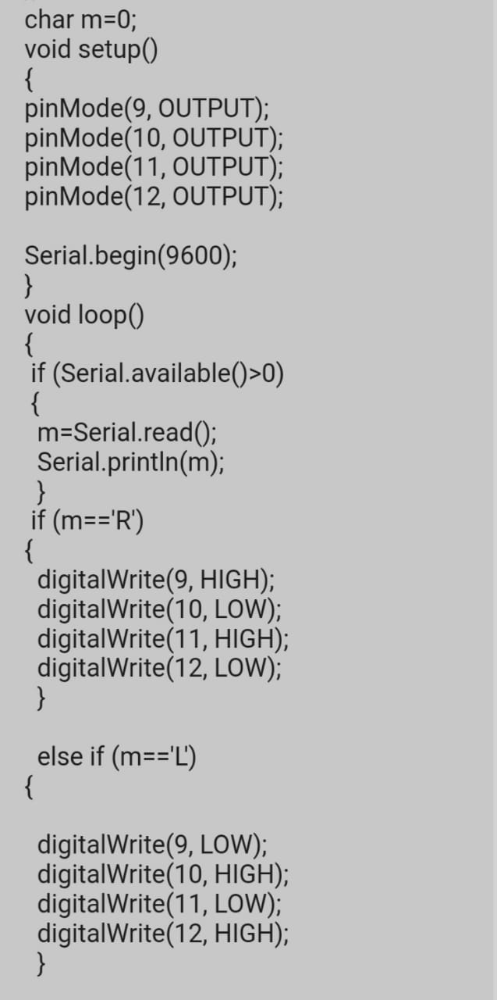 char m=0;
void setup()
{
pinMode(9, OUTPUT);
pinMode(10, OUTPUT);
pinMode(11, OUTPUT);
pinMode(12, OUTPUT);
Serial.begin(9600);
}
void loop()
{
if (Serial.available()>0)
{
m=Serial.read();
Serial.println(m);
}
if (m=='R')
{
digitalWrite(9, HIGH);
digitalWrite(10, LOW);
digitalWrite(11, HIGH);
digitalWrite(12, LOW);
}
else if (m=='L')
{
digitalWrite(9, LOW);
digitalWrite(10, HIGH);
digitalWrite(11, LOW);
digitalWrite(12, HIGH);
}